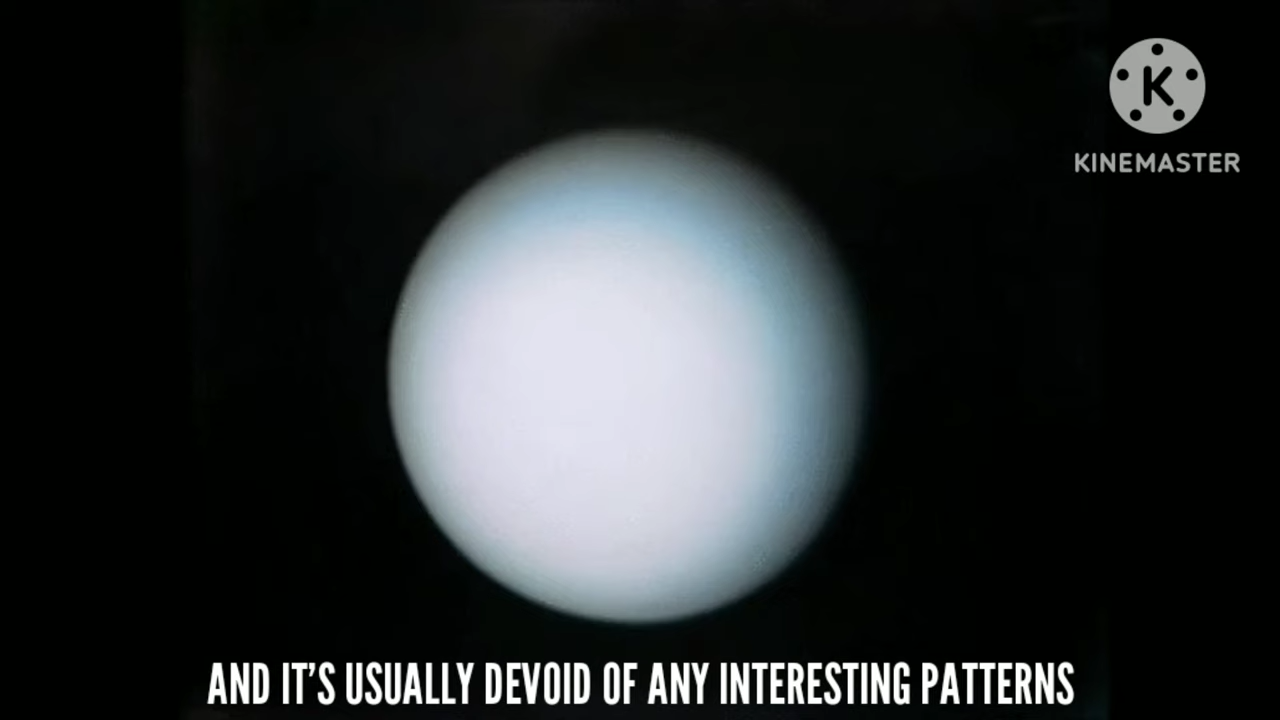 K
KINEMASTER
AND IT’S USUALLY DEVOID OF ANY INTERESTING PATTERNS